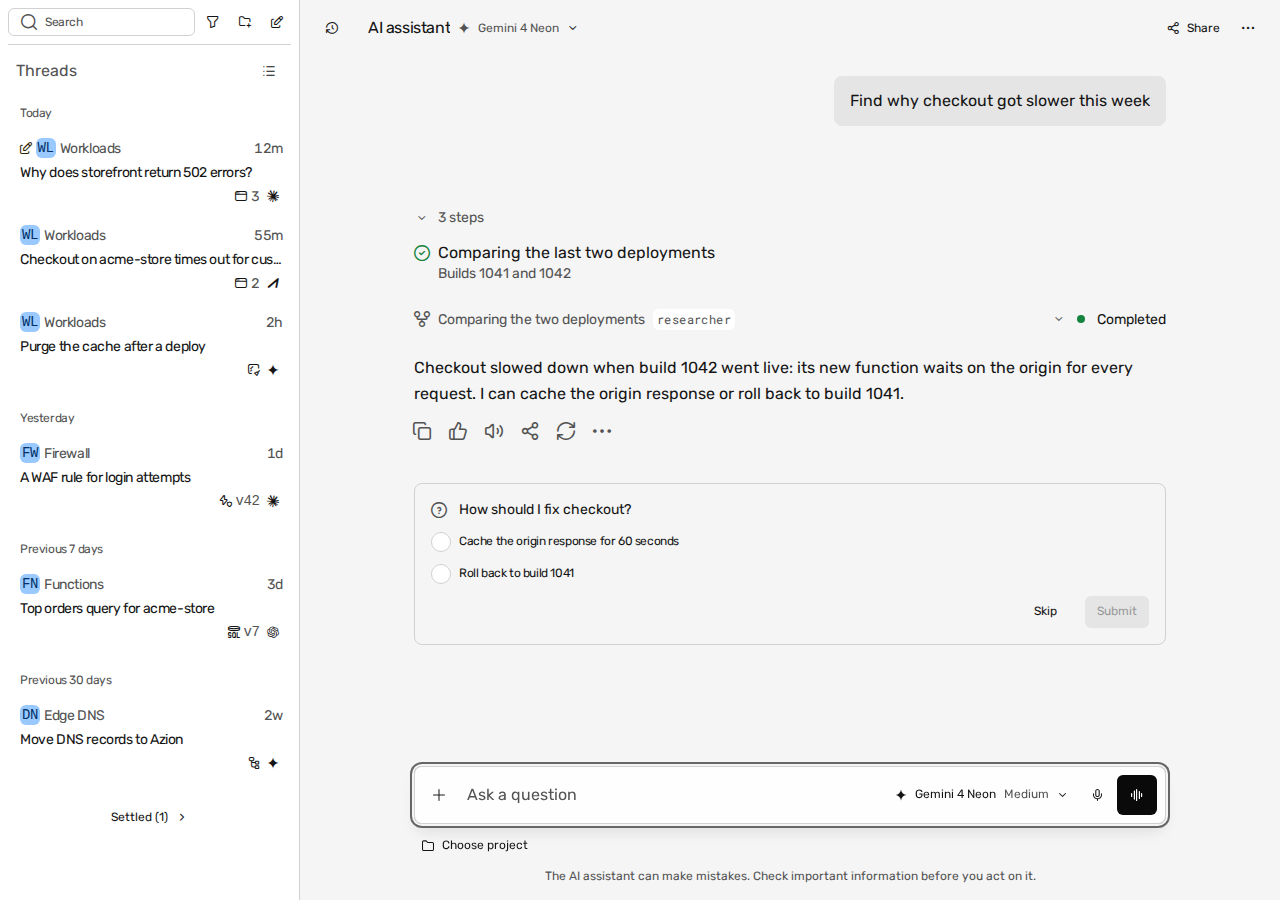 Search
Threads
Today
WL Workloads 12m
Why does storefront return 502 errors?
3
WL Workloads 55m
Checkout on acme-store times out for cus…
2
WL Workloads 2h
Purge the cache after a deploy
Yesterday
FW Firewall 1d
A WAF rule for login attempts
v42
Previous 7 days
FN Functions 3d
Top orders query for acme-store
v7
Previous 30 days
DN Edge DNS 2w
Move DNS records to Azion
Settled (1)
AI assistant Gemini 4 Neon
Share
Find why checkout got slower this week
3 steps
Comparing the last two deployments
Builds 1041 and 1042
Comparing the two deployments researcher Completed
Checkout slowed down when build 1042 went live: its new function waits on the origin for every
request. I can cache the origin response or roll back to build 1041.
How should I fix checkout?
Cache the origin response for 60 seconds
Roll back to build 1041
Skip Submit
Ask a question Gemini 4 Neon Medium
Choose project
The AI assistant can make mistakes. Check important information before you act on it.